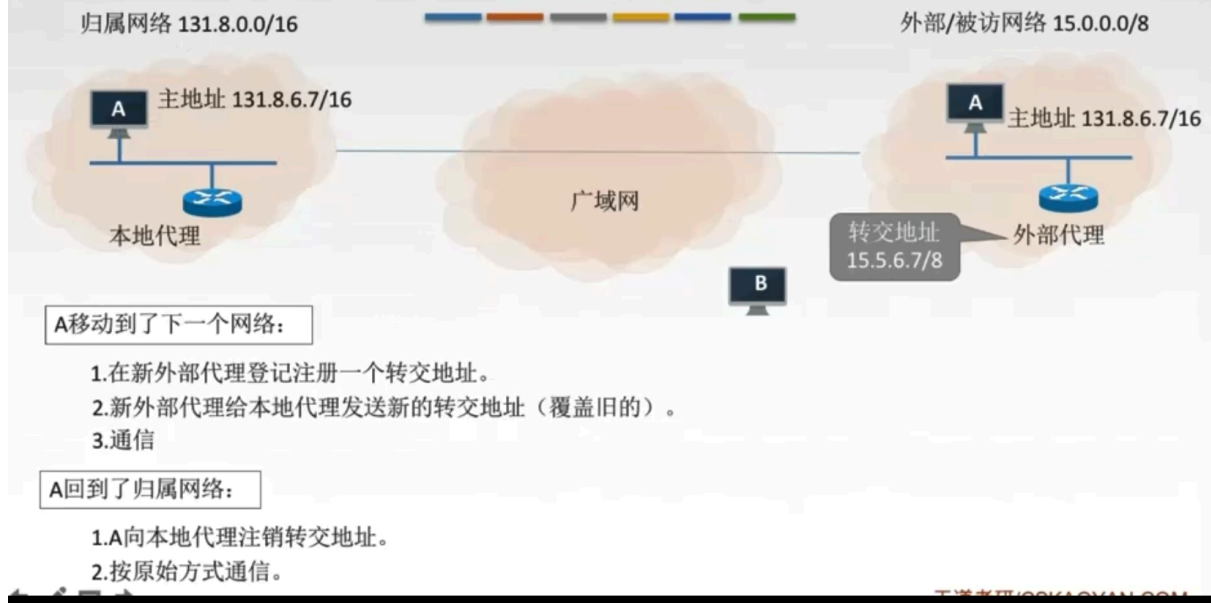 归属网络 131.8.0.0/16
外部/被访网络 15.0.0.0/8
A
主地址 131.8.6.7/16
A
主地址 131.8.6.7/16
广域网
本地代理
转交地址
15.5.6.7/8
外部代理
B
A移动到了下一个网络：
1.在新外部代理登记注册一个转交地址。
2.新外部代理给本地代理发送新的转交地址（覆盖旧的）。
3.通信
A回到了归属网络：
1.A向本地代理注销转交地址。
2.按原始方式通信。